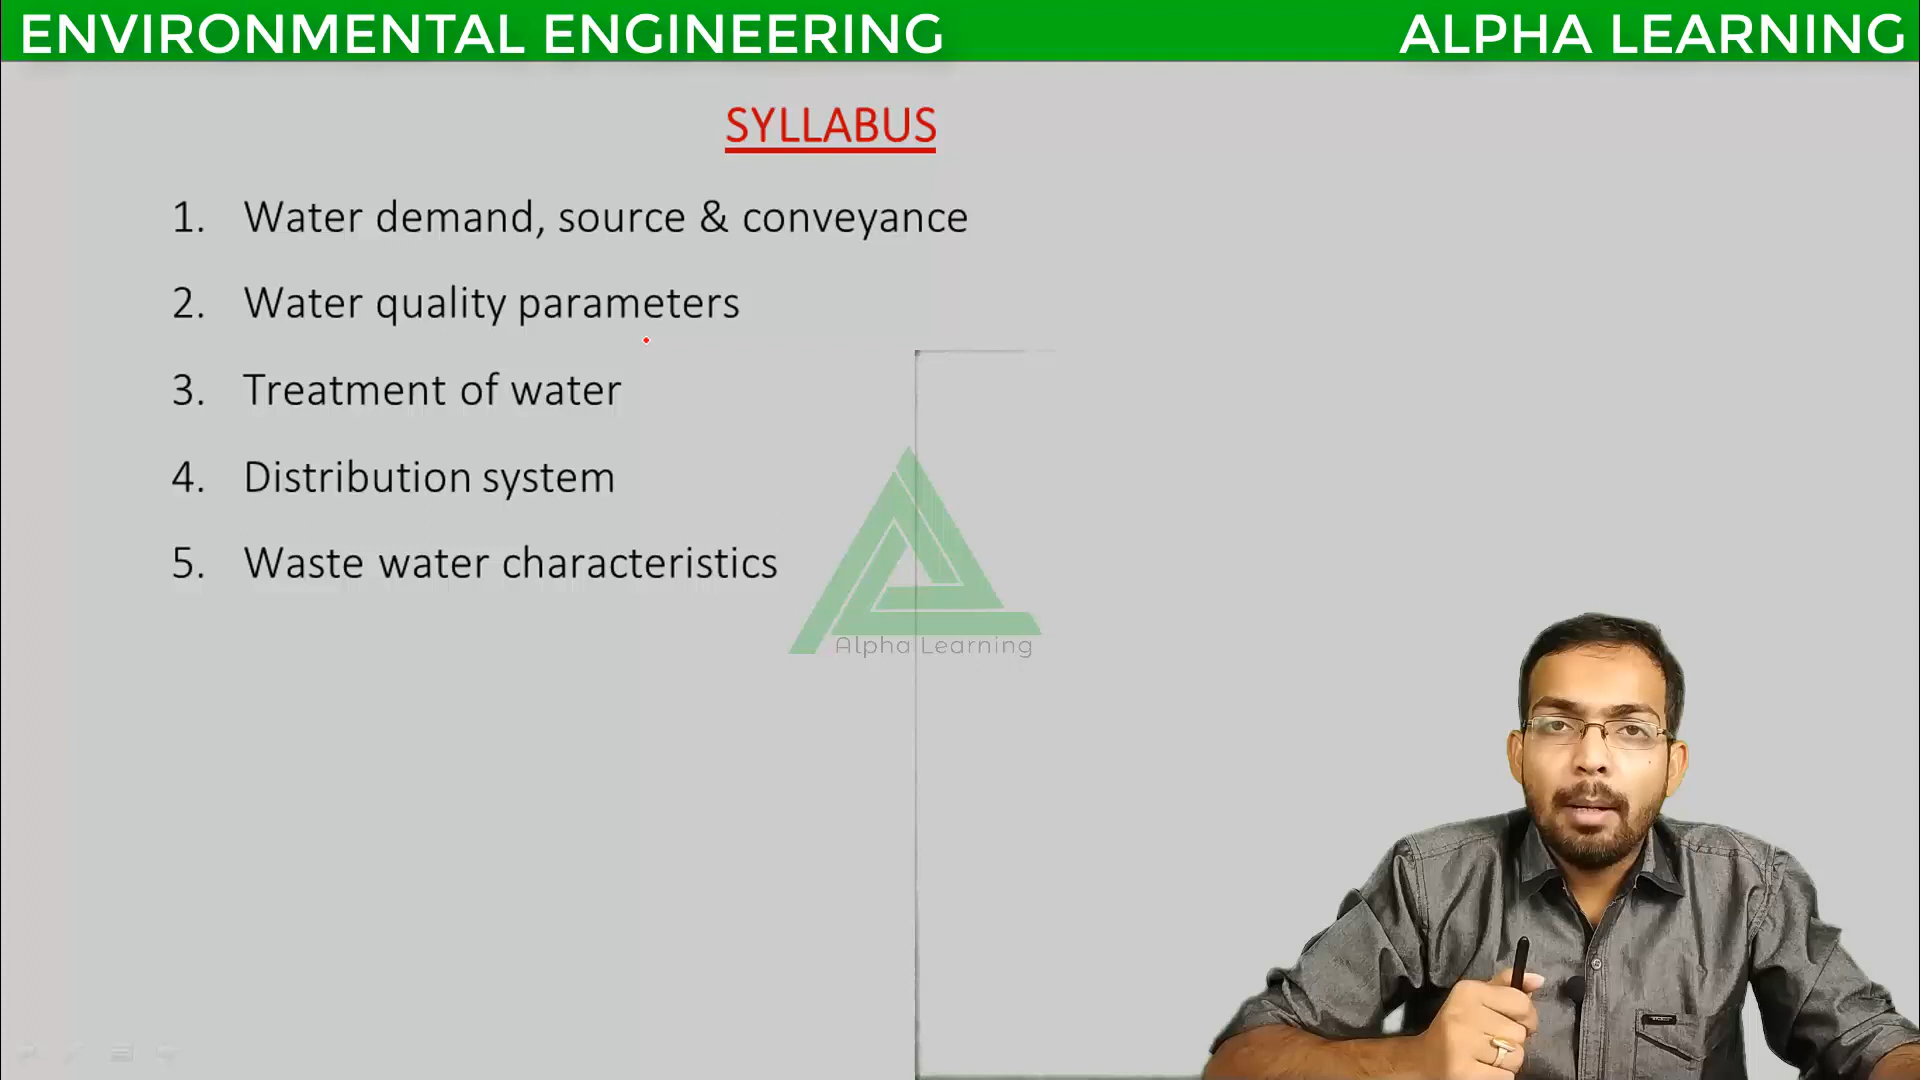 ENVIRONMENTAL ENGINEERING
ALPHA LEARNING
SYLLABUS
1. Water demand, source & conveyance
2. Water quality parameters
3. Treatment of water
4. Distribution system
5. Waste water characteristics
Alpha Learning